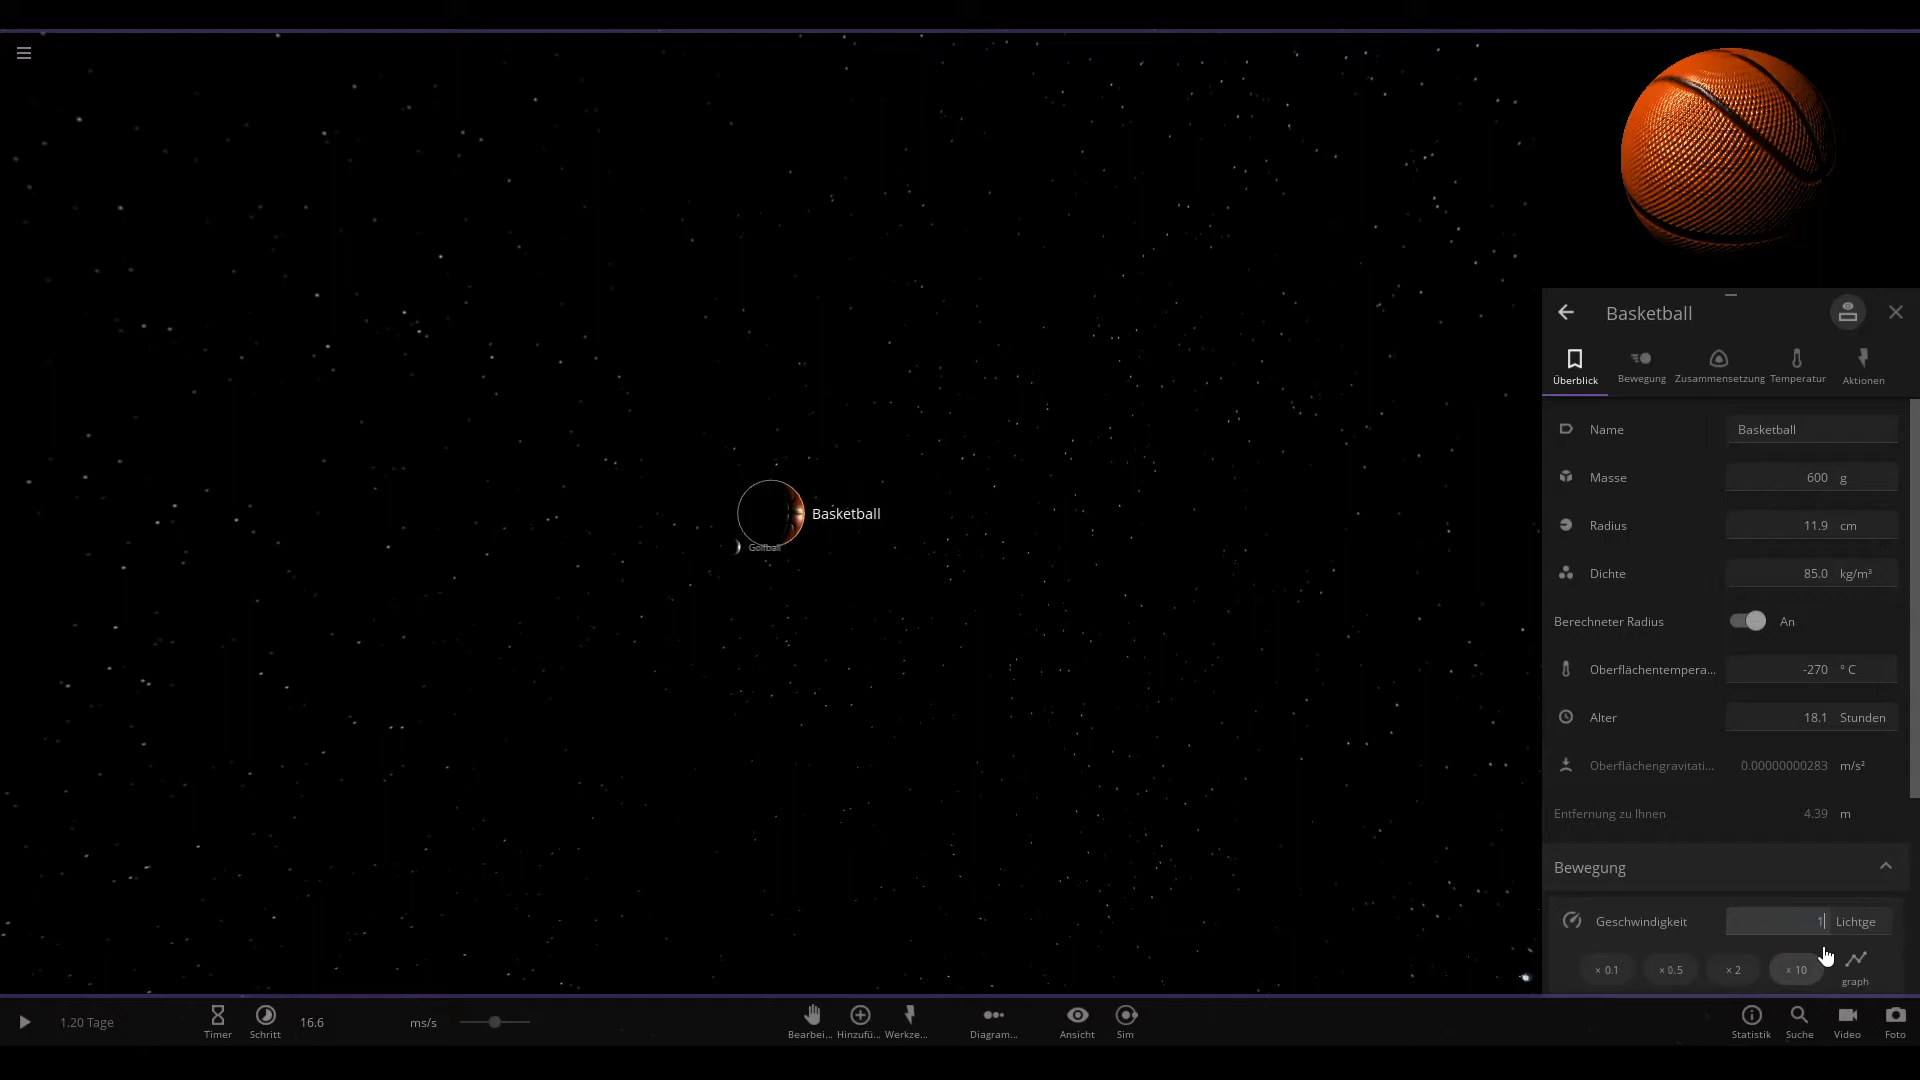 Basketball
Überblick
Bewegung
Zusammensetzung
Temperatur
Aktionen
Name
Basketball
Masse
600 g
Radius
11.9 cm
Dichte
85.0 kg/m³
Berechneter Radius
An
Oberflächentempera...
-270 ° C
Alter
18.1 Stunden
Oberflächengravitati...
0.00000000283 m/s²
Entfernung zu Ihnen
4.39 m
Bewegung
Geschwindigkeit
1 Lichtge
× 0.1
× 0.5
× 2
× 10
graph
Basketball
Golfball
1.20 Tage
Timer
Schritt
16.6 ms/s
Bearbei...
Hinzufü...
Werkze...
Diagram...
Ansicht
Sim
Statistik
Suche
Video
Foto